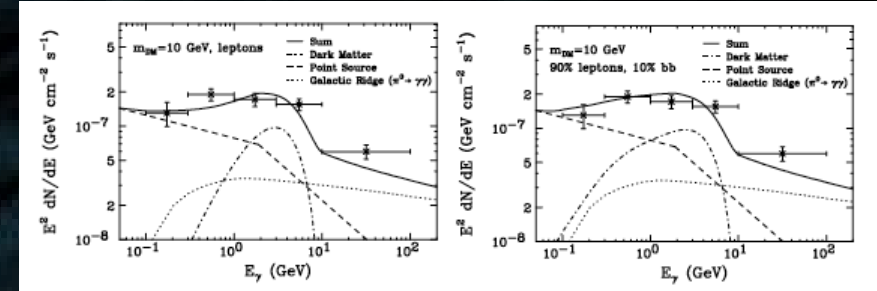 m_DM=10 GeV, leptons
Sum
Dark Matter
Point Source
Galactic Ridge (π⁰→ γγ)
E² dN/dE (GeV cm⁻² s⁻¹)
5
2
10⁻⁷
5
2
10⁻⁸
10⁻¹ 10⁰ 10¹ 10²
E_γ (GeV)
m_DM=10 GeV
90% leptons, 10% bb
Sum
Dark Matter
Point Source
Galactic Ridge (π⁰→ γγ)
E² dN/dE (GeV cm⁻² s⁻¹)
5
2
10⁻⁷
5
2
10⁻⁸
10⁻¹ 10⁰ 10¹ 10²
E_γ (GeV)